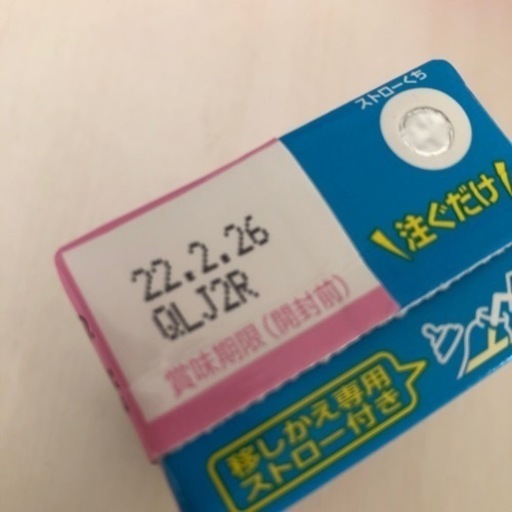 ストローくち
注ぐだけ
22.2.26
QLJ2R
賞味期限(開封前)
移しかえ専用
ストロー付き